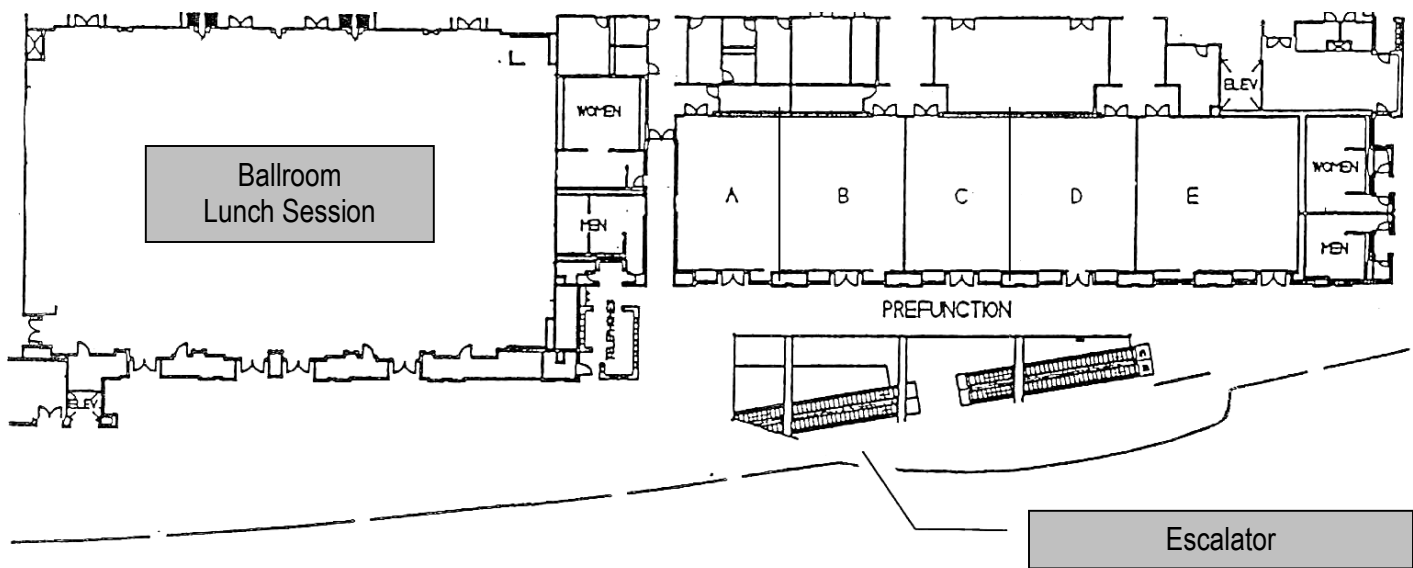 ELEV
WOMEN
WOMEN
Ballroom
Lunch Session
A
B
C
D
E
MEN
MEN
PREFUNCTION
TELEPHONES
ELEV
Escalator